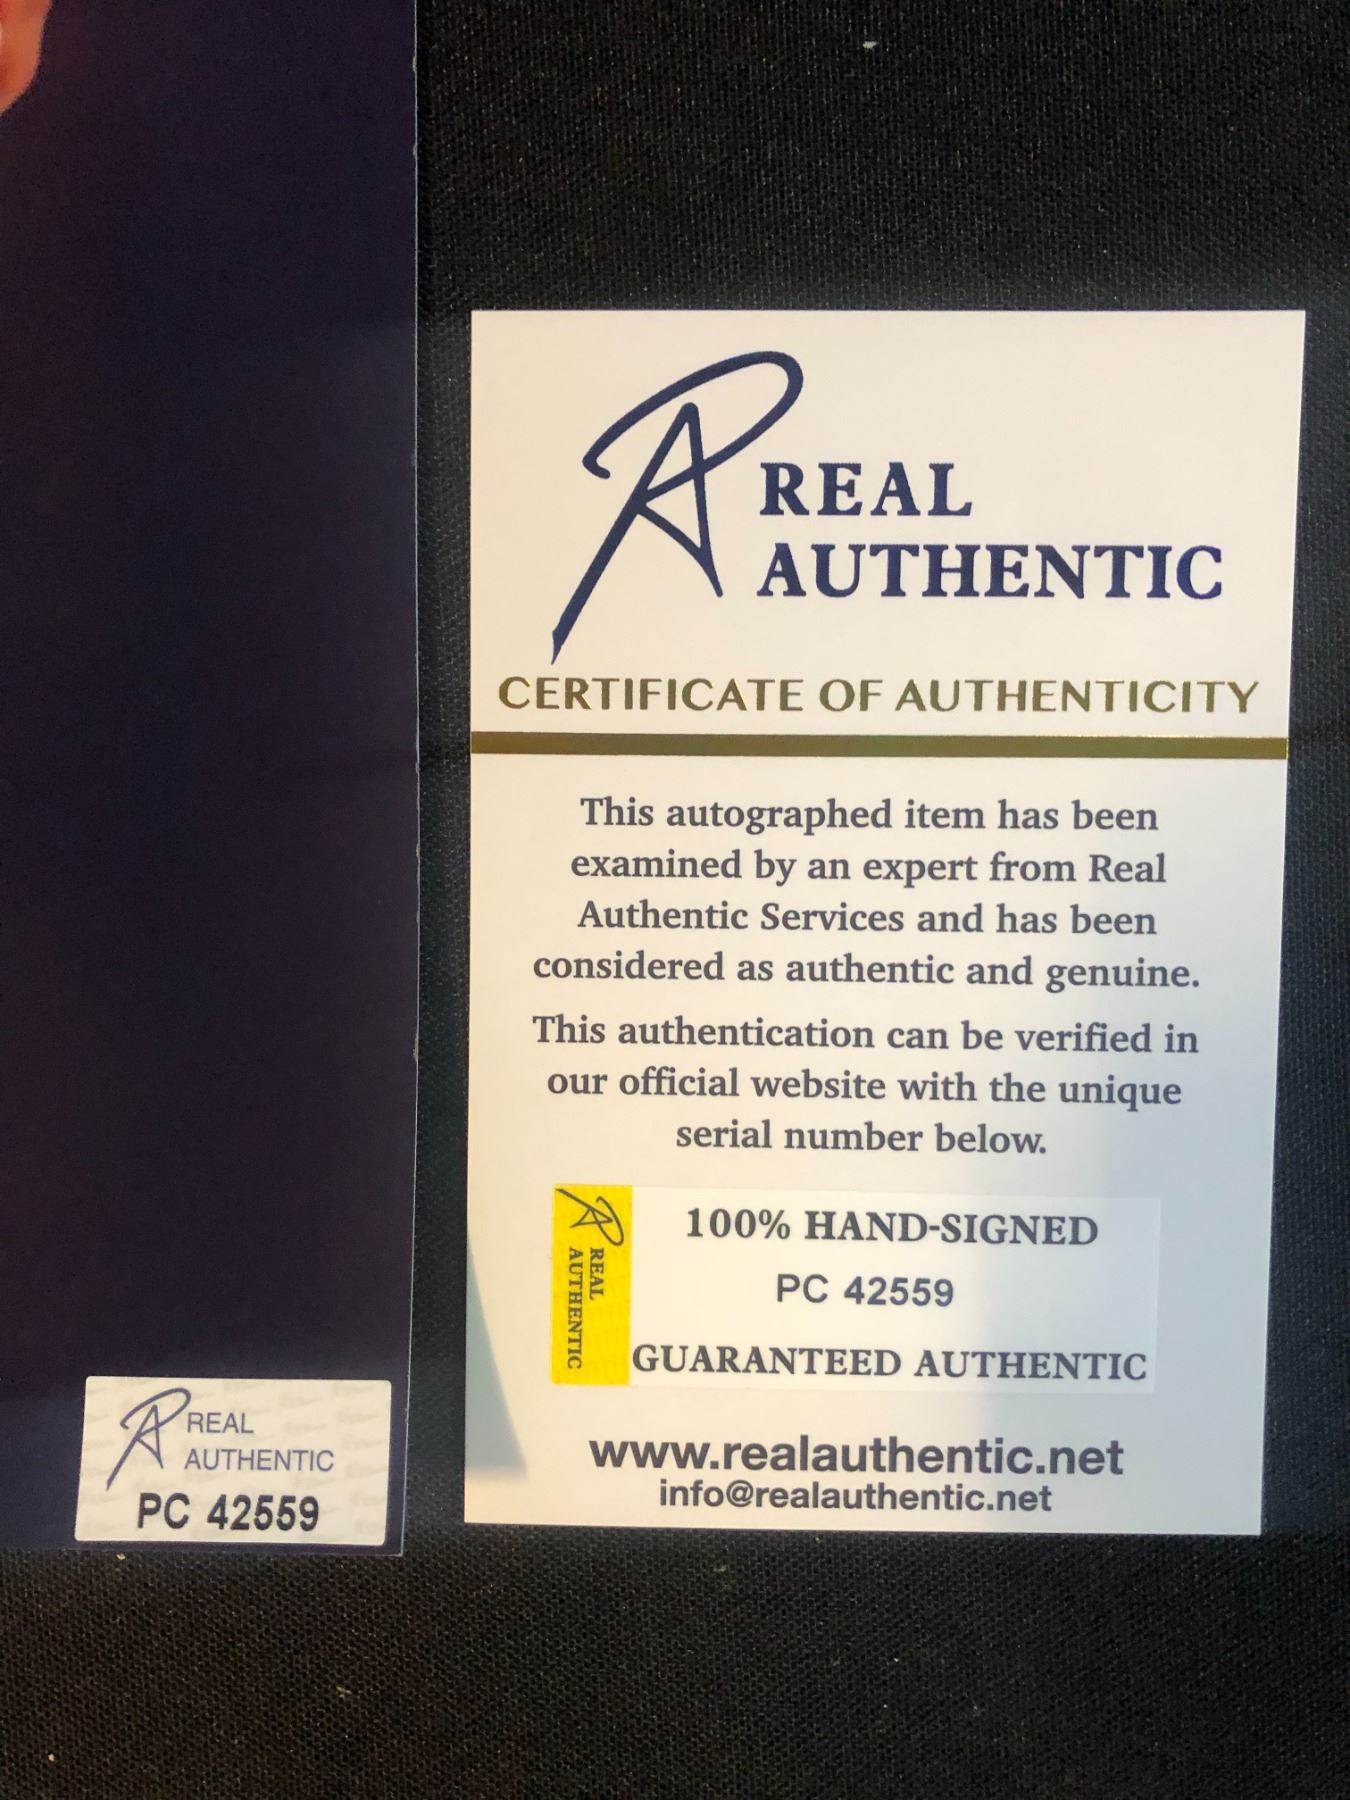 REAL
AUTHENTIC
CERTIFICATE OF AUTHENTICITY
This autographed item has been
examined by an expert from Real
Authentic Services and has been
considered as authentic and genuine.
This authentication can be verified in
our official website with the unique
serial number below.
REAL
AUTHENTIC
100% HAND-SIGNED
PC 42559
GUARANTEED AUTHENTIC
www.realauthentic.net
info@realauthentic.net
REAL
AUTHENTIC
PC 42559